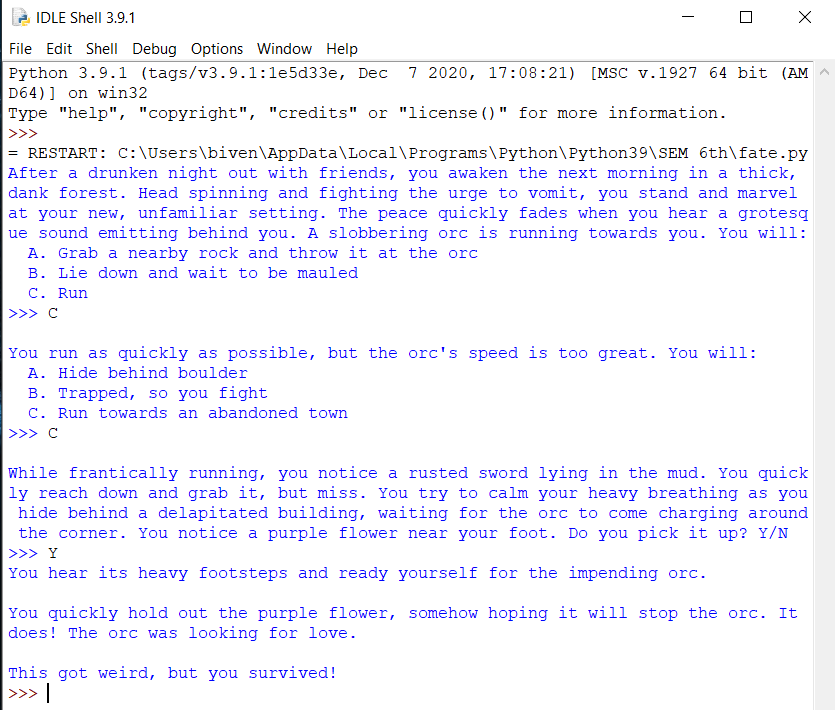 IDLE Shell 3.9.1
File Edit Shell Debug Options Window Help
Python 3.9.1 (tags/v3.9.1:1e5d33e, Dec  7 2020, 17:08:21) [MSC v.1927 64 bit (AM
D64)] on win32
Type "help", "copyright", "credits" or "license()" for more information.
>>>
= RESTART: C:\Users\biven\AppData\Local\Programs\Python\Python39\SEM 6th\fate.py
After a drunken night out with friends, you awaken the next morning in a thick,
dank forest. Head spinning and fighting the urge to vomit, you stand and marvel
at your new, unfamiliar setting. The peace quickly fades when you hear a grotesq
ue sound emitting behind you. A slobbering orc is running towards you. You will:
  A. Grab a nearby rock and throw it at the orc
  B. Lie down and wait to be mauled
  C. Run
>>> C
You run as quickly as possible, but the orc's speed is too great. You will:
  A. Hide behind boulder
  B. Trapped, so you fight
  C. Run towards an abandoned town
>>> C
While frantically running, you notice a rusted sword lying in the mud. You quick
ly reach down and grab it, but miss. You try to calm your heavy breathing as you
 hide behind a delapitated building, waiting for the orc to come charging around
 the corner. You notice a purple flower near your foot. Do you pick it up? Y/N
>>> Y
You hear its heavy footsteps and ready yourself for the impending orc.
You quickly hold out the purple flower, somehow hoping it will stop the orc. It
does! The orc was looking for love.
This got weird, but you survived!
>>>